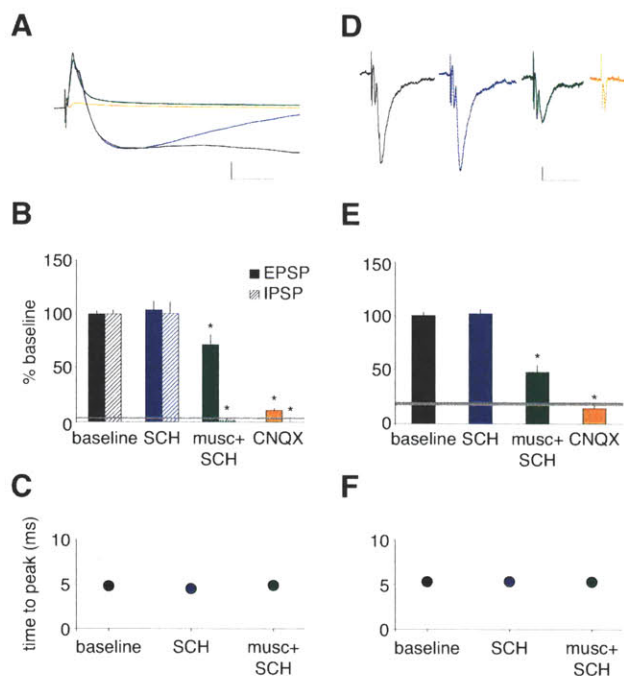 A
D
B
150
100
50
0
% baseline
EPSP
IPSP
*
*
*
*
baseline
SCH
musc+
SCH
CNQX
E
150
100
50
0
*
*
baseline
SCH
musc+
SCH
CNQX
C
time to peak (ms)
10
5
0
baseline
SCH
musc+
SCH
F
10
5
0
baseline
SCH
musc+
SCH